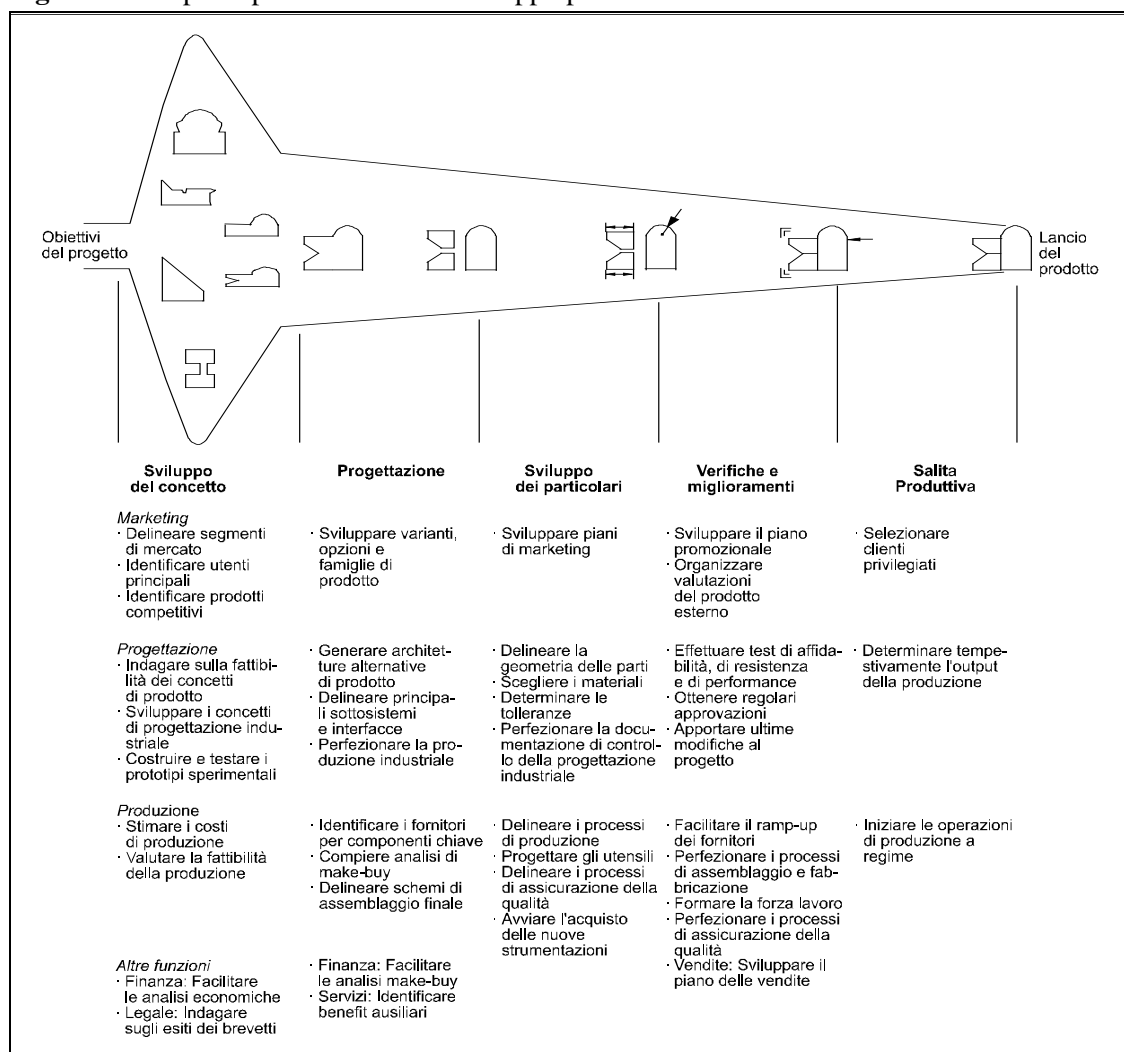 Obiettivi
del progetto
Lancio
del
prodotto
Sviluppo
del concetto
Progettazione
Sviluppo
dei particolari
Verifiche e
miglioramenti
Salita
Produttiva
Marketing
· Delineare segmenti
di mercato
· Identificare utenti
principali
· Identificare prodotti
competitivi
· Sviluppare varianti,
opzioni e
famiglie di
prodotto
· Sviluppare piani
di marketing
· Sviluppare il piano
promozionale
· Organizzare
valutazioni
del prodotto
esterno
· Selezionare
clienti
privilegiati
Progettazione
· Indagare sulla fattibi-
lità dei concetti
di prodotto
· Sviluppare i concetti
di progettazione indu-
striale
· Costruire e testare i
prototipi sperimentali
· Generare architet-
ture alternative
di prodotto
· Delineare principa-
li sottosistemi
e interfacce
· Perfezionare la pro-
duzione industriale
· Delineare la
geometria delle parti
· Scegliere i materiali
· Determinare le
tolleranze
· Perfezionare la docu-
mentazione di control-
lo della progettazione
industriale
· Effettuare test di affida-
bilità, di resistenza
e di performance
· Ottenere regolari
approvazioni
· Apportare ultime
modifiche al
progetto
· Determinare tempe-
stivamente l'output
della produzione
Produzione
· Stimare i costi
di produzione
· Valutare la fattibilità
della produzione
· Identificare i fornitori
per componenti chiave
· Compiere analisi di
make-buy
· Delineare schemi di
assemblaggio finale
· Delineare i processi
di produzione
· Progettare gli utensili
· Delineare i processi
di assicurazione della
qualità
· Avviare l'acquisto
delle nuove
strumentazioni
· Facilitare il ramp-up
dei fornitori
· Perfezionare i processi
di assemblaggio e fab-
bricazione
· Formare la forza lavoro
· Perfezionare i processi
di assicurazione della
qualità
· Vendite: Sviluppare il
piano delle vendite
· Iniziare le operazioni
di produzione a
regime
Altre funzioni
· Finanza: Facilitare
le analisi economiche
· Legale: Indagare
sugli esiti dei brevetti
· Finanza: Facilitare
le analisi make-buy
· Servizi: Identificare
benefit ausiliari